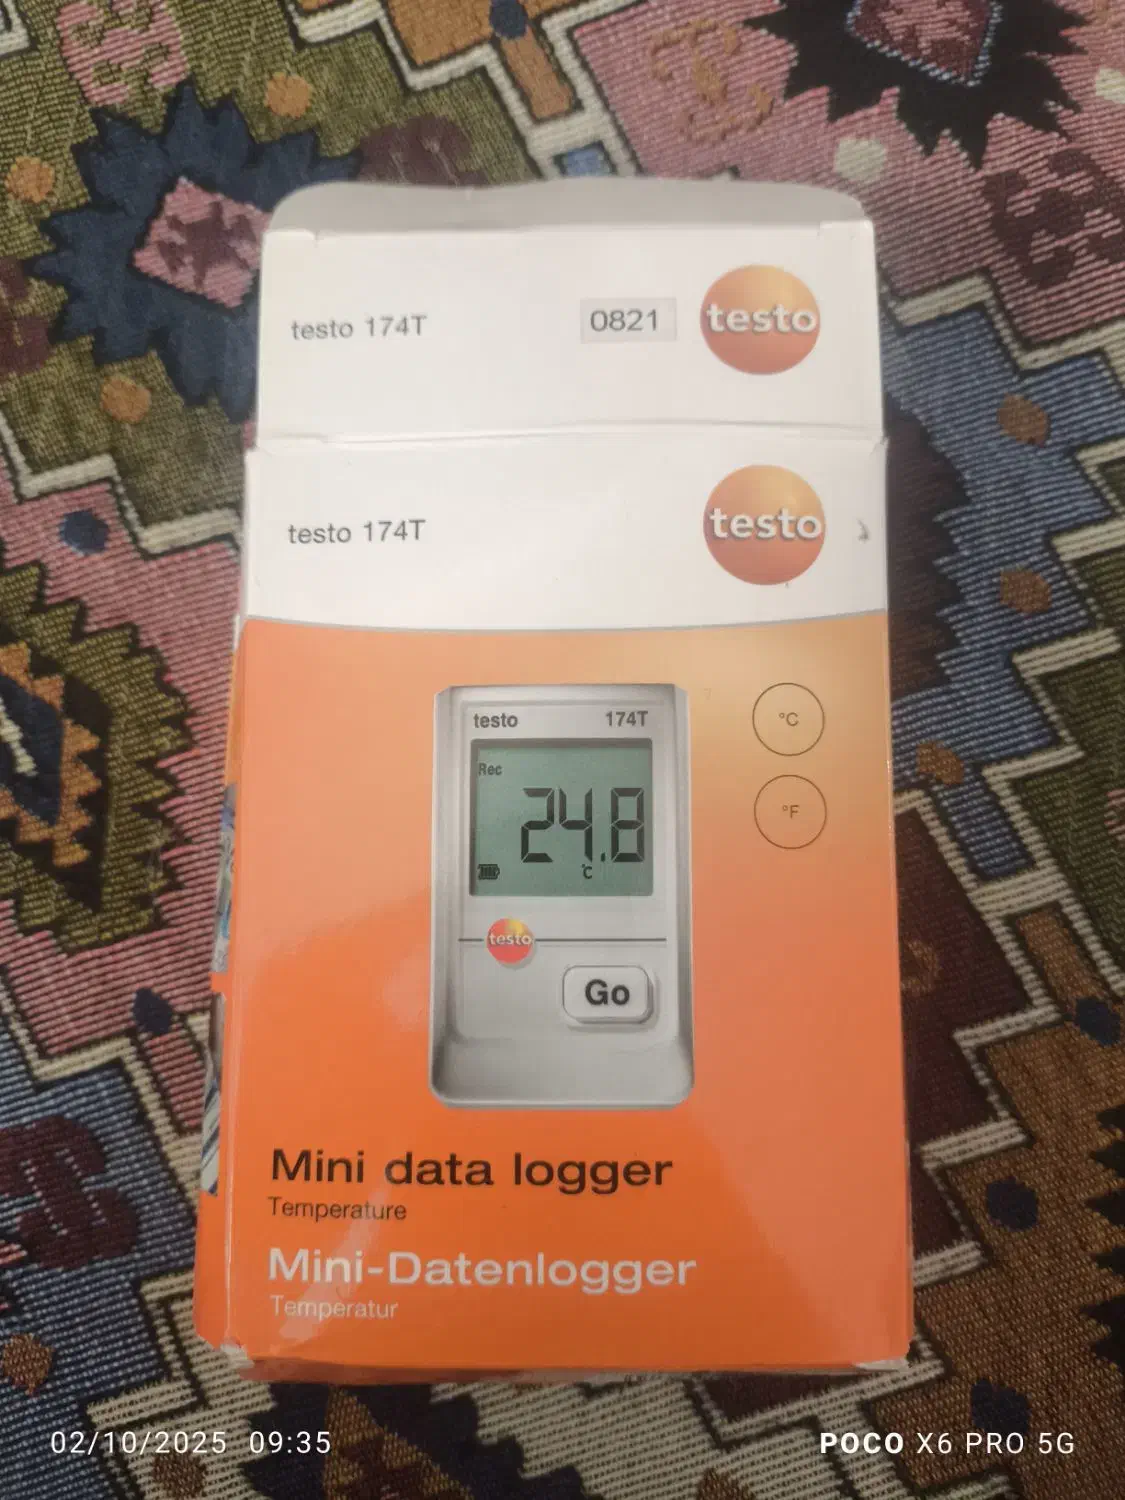 testo 174T
0821
testo
testo 174T
testo
testo 174T
°C
Rec
24.8
°C
°F
testo
Go
Mini data logger
Temperature
Mini-Datenlogger
Temperatur
02/10/2025 09:35
POCO X6 PRO 5G